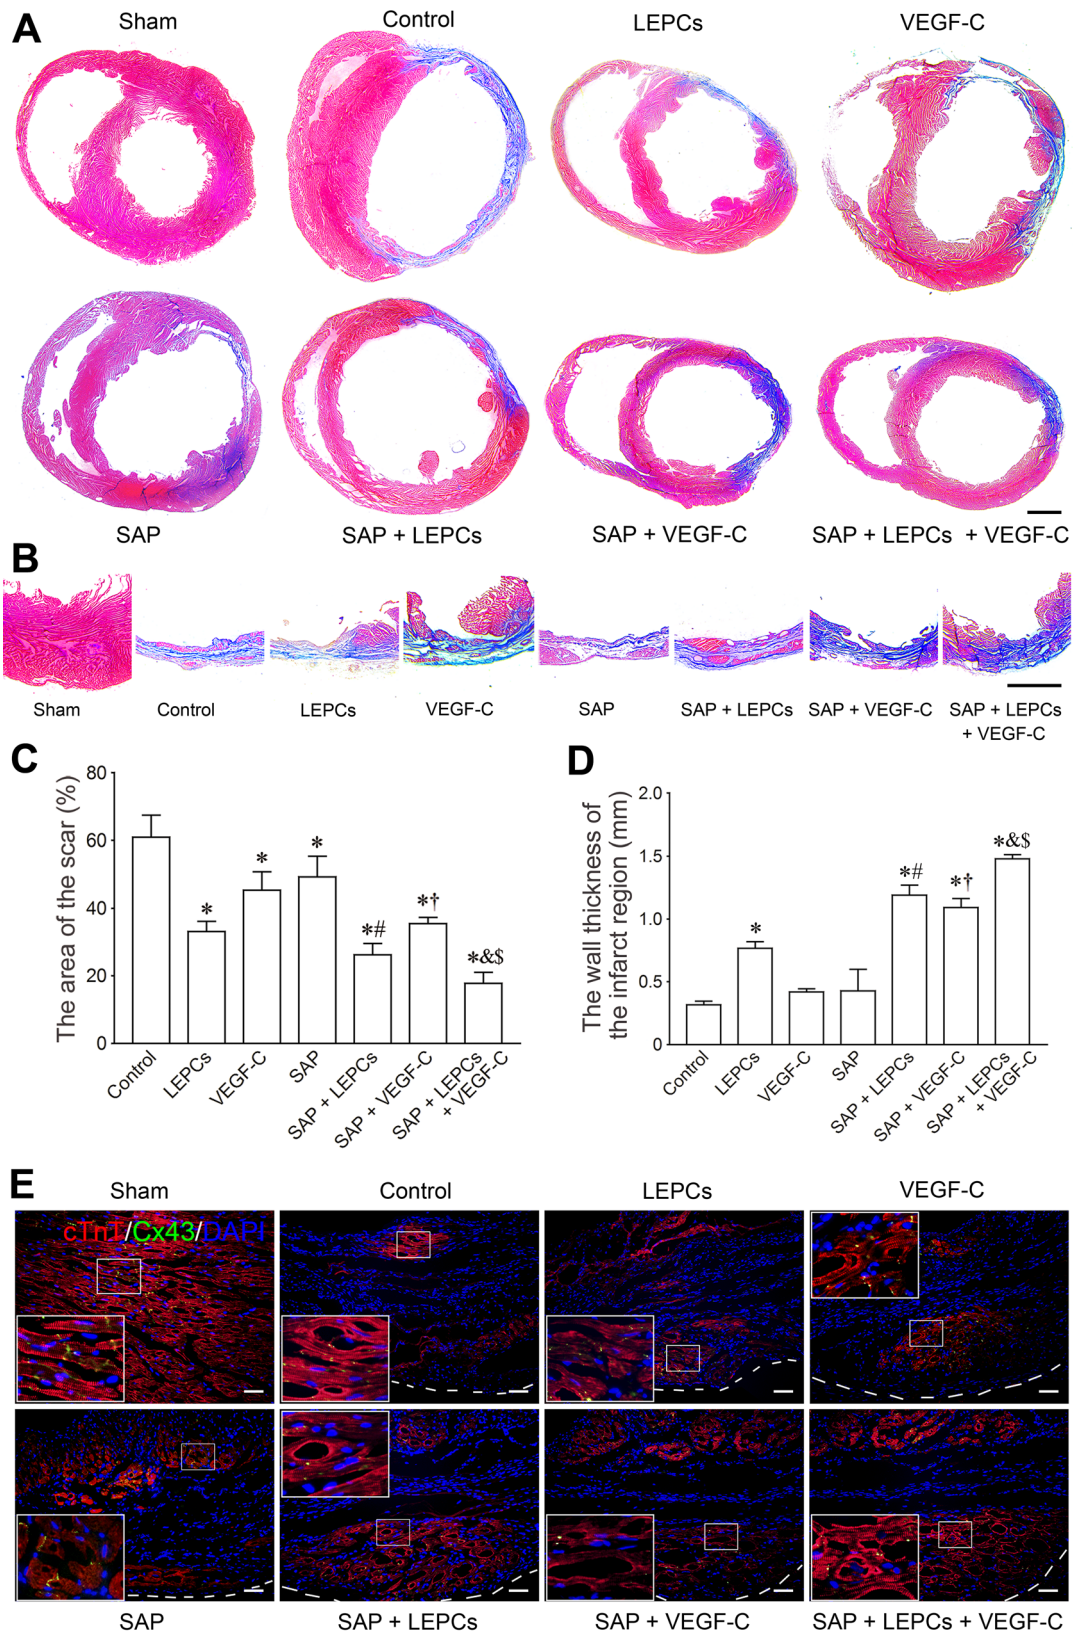 A
Sham
Control
LEPCs
VEGF-C
SAP
SAP + LEPCs
SAP + VEGF-C
SAP + LEPCs + VEGF-C
B
Sham
Control
LEPCs
VEGF-C
SAP
SAP + LEPCs
SAP + VEGF-C
SAP + LEPCs
+ VEGF-C
C
The area of the scar (%)
80
60
40
20
0
*
*
*
*#
*†
*&$
Control
LEPCs
VEGF-C
SAP
SAP + LEPCs
SAP + VEGF-C
SAP + LEPCs
+ VEGF-C
D
The wall thickness of
the infarct region (mm)
2.0
1.5
1.0
0.5
0
*
*#
*†
*&$
Control
LEPCs
VEGF-C
SAP
SAP + LEPCs
SAP + VEGF-C
SAP + LEPCs
+ VEGF-C
E
Sham
Control
LEPCs
VEGF-C
cTnT/Cx43/DAPI
SAP
SAP + LEPCs
SAP + VEGF-C
SAP + LEPCs + VEGF-C